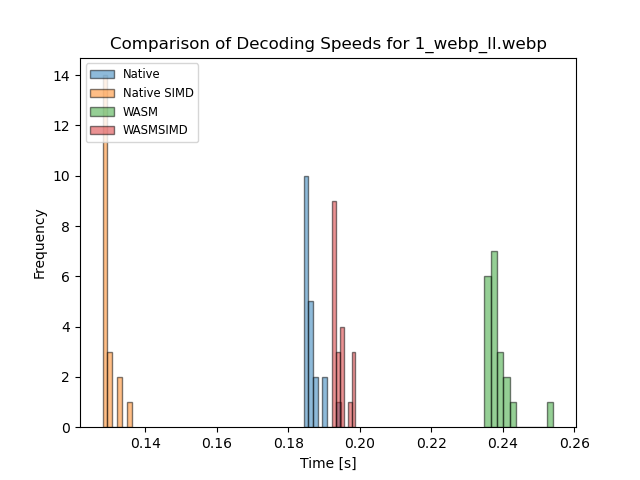 Comparison of Decoding Speeds for 1_webp_ll.webp
Native
Native SIMD
WASM
WASMSIMD
Frequency
14
12
10
8
6
4
2
0
0.14 0.16 0.18 0.20 0.22 0.24 0.26
Time [s]